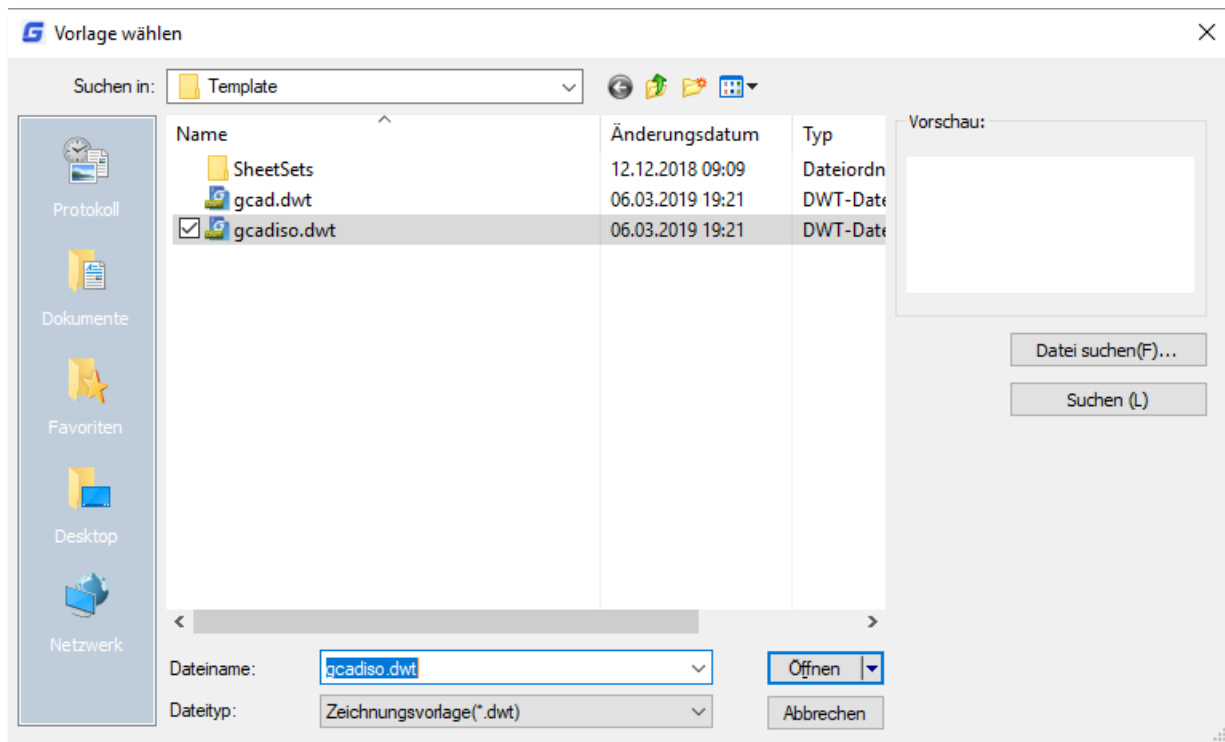 Vorlage wählen
Suchen in: Template
Name Änderungsdatum Typ
SheetSets 12.12.2018 09:09 Dateiordn
gcad.dwt 06.03.2019 19:21 DWT-Date
gcadiso.dwt 06.03.2019 19:21 DWT-Date
Protokoll
Dokumente
Favoriten
Desktop
Netzwerk
Vorschau:
Datei suchen(F)...
Suchen (L)
Dateiname: gcadiso.dwt Öffnen
Dateityp: Zeichnungsvorlage(*.dwt) Abbrechen